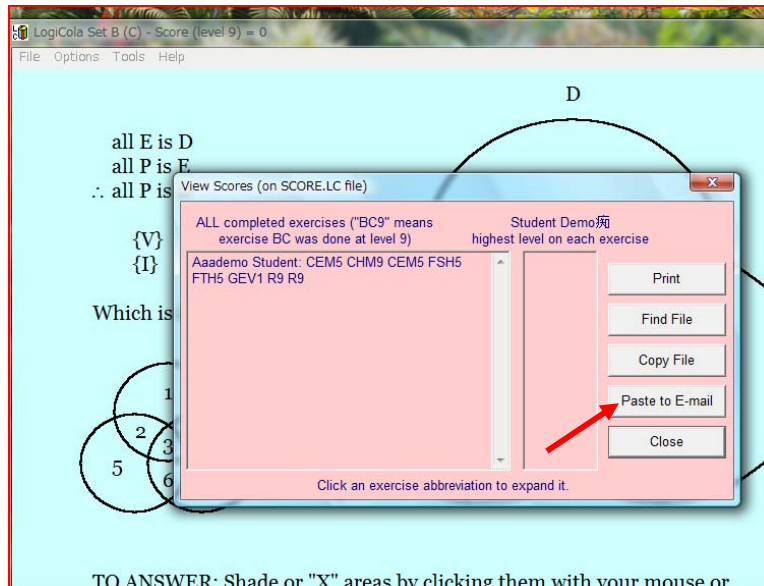 LogiCola Set B (C) - Score (level 9) = 0
File Options Tools Help
D
all E is D
all P is E
∴ all P is
{V}
{I}
Which is
1
2
3
5
6
View Scores (on SCORE.LC file)
ALL completed exercises ("BC9" means
exercise BC was done at level 9)
Student Demo痴
highest level on each exercise
Aaademo Student: CEM5 CHM9 CEM5 FSH5
FTH5 GEV1 R9 R9
Print
Find File
Copy File
Paste to E-mail
Close
Click an exercise abbreviation to expand it.
TO ANSWER: Shade or "X" areas by clicking them with your mouse or